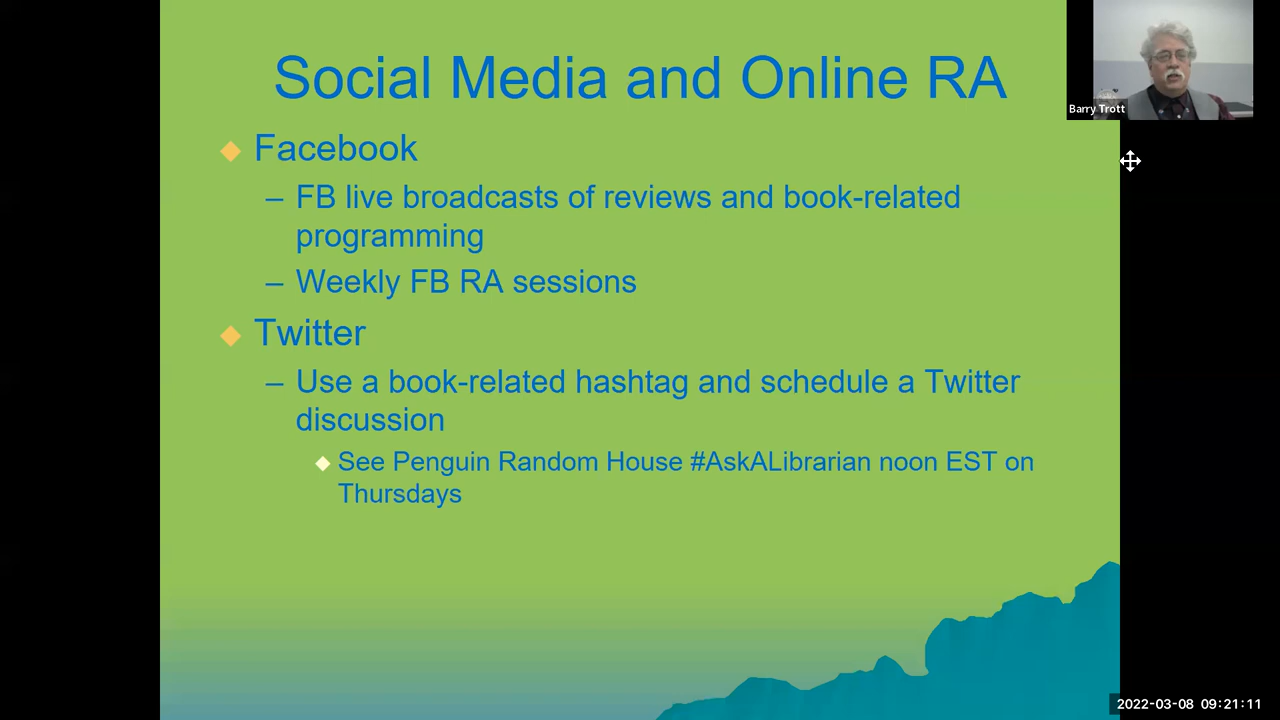 Social Media and Online RA
Barry Trott
Facebook
– FB live broadcasts of reviews and book-related
programming
– Weekly FB RA sessions
Twitter
– Use a book-related hashtag and schedule a Twitter
discussion
See Penguin Random House #AskALibrarian noon EST on
Thursdays
2022-03-08 09:21:11